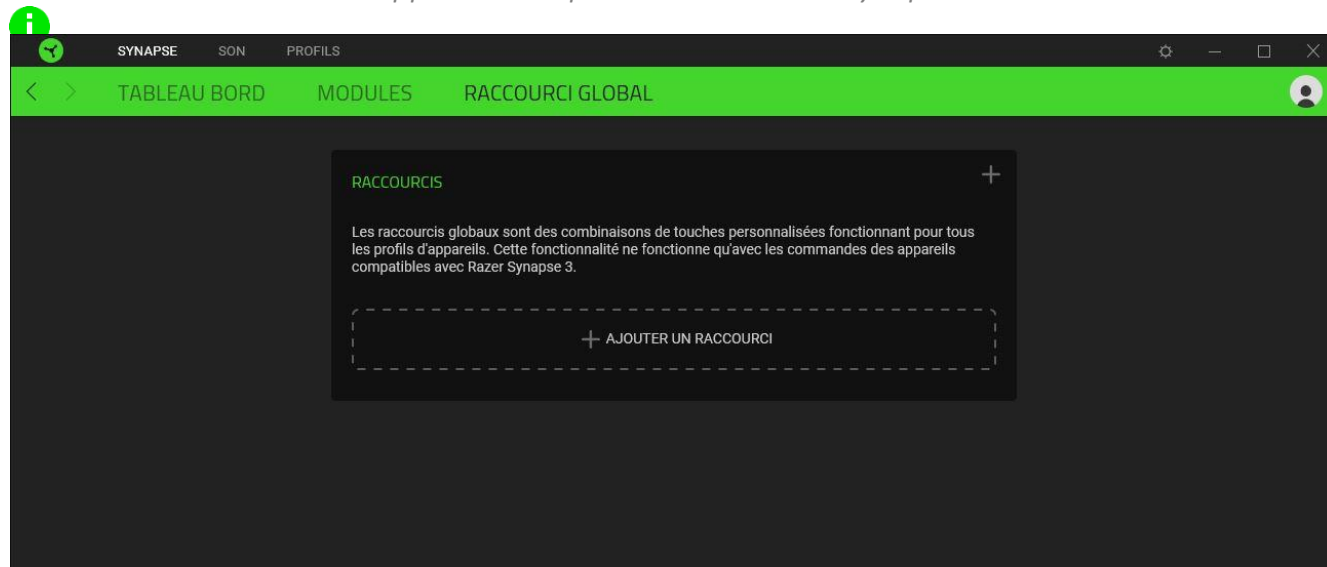 SYNAPSE SON PROFILS
TABLEAU BORD MODULES RACCOURCI GLOBAL
RACCOURCIS
Les raccourcis globaux sont des combinaisons de touches personnalisées fonctionnant pour tous
les profils d'appareils. Cette fonctionnalité ne fonctionne qu'avec les commandes des appareils
compatibles avec Razer Synapse 3.
AJOUTER UN RACCOURCI